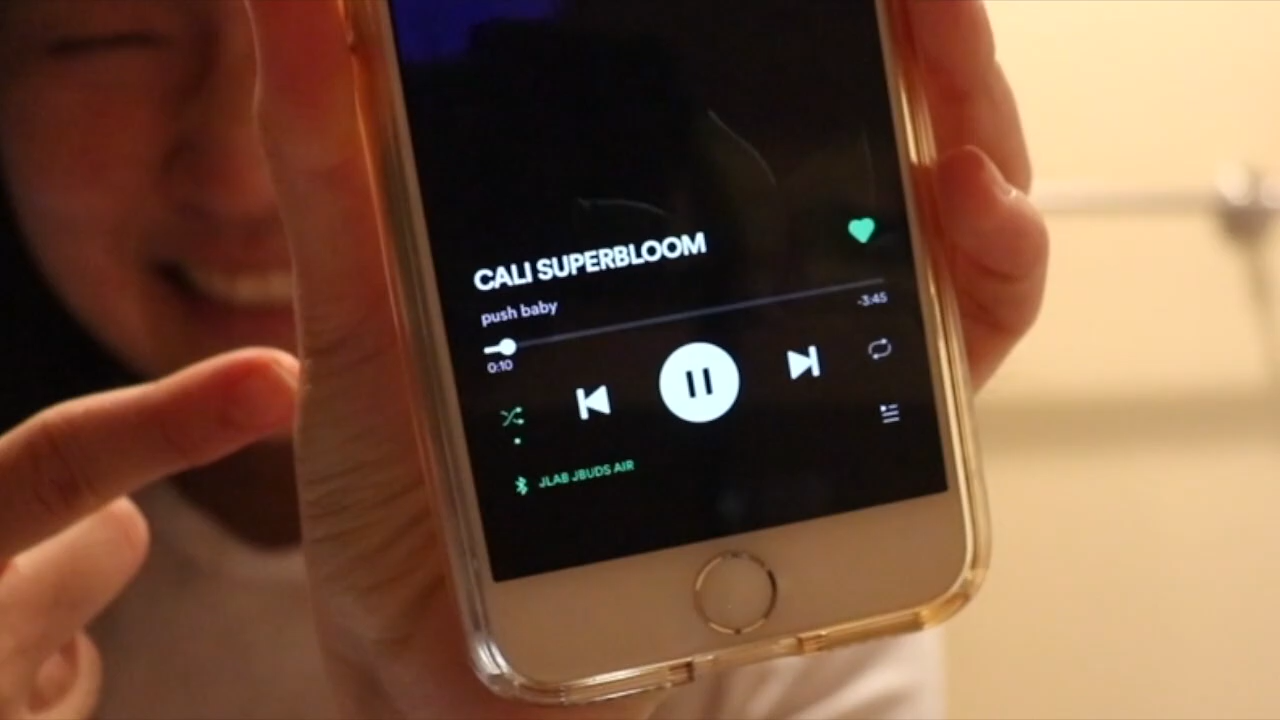 CALI SUPERBLOOM
push baby
0:10
-3:45
JLAB JBUDS AIR